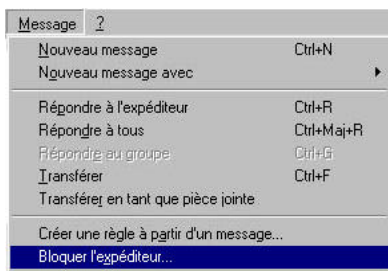 Message ?
Nouveau message Ctrl+N
Nouveau message avec
Répondre à l'expéditeur Ctrl+R
Répondre à tous Ctrl+Maj+R
Répondre au groupe Ctrl+G
Transférer Ctrl+F
Transférer en tant que pièce jointe
Créer une règle à partir d'un message...
Bloquer l'expéditeur...